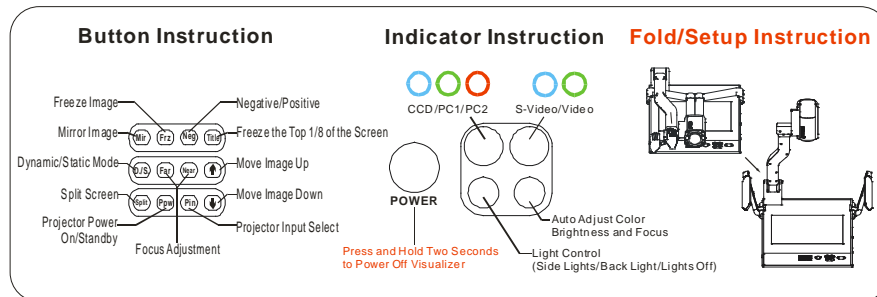 Button Instruction
Indicator Instruction
Fold/Setup Instruction
Freeze Image
Negative/Positive
Mirror Image
Mir
Frz
Neg
Title
Freeze the Top 1/8 of the Screen
Dynamic/Static Mode
D./S.
Far
Near
Move Image Up
Split Screen
Split
Ppw
Pin
Move Image Down
Projector Power
On/Standby
Projector Input Select
Focus Adjustment
CCD/PC1/PC2
S-Video/Video
POWER
Press and Hold Two Seconds
to Power Off Visualizer
Auto Adjust Color
Brightness and Focus
Light Control
(Side Lights/Back Light/Lights Off)